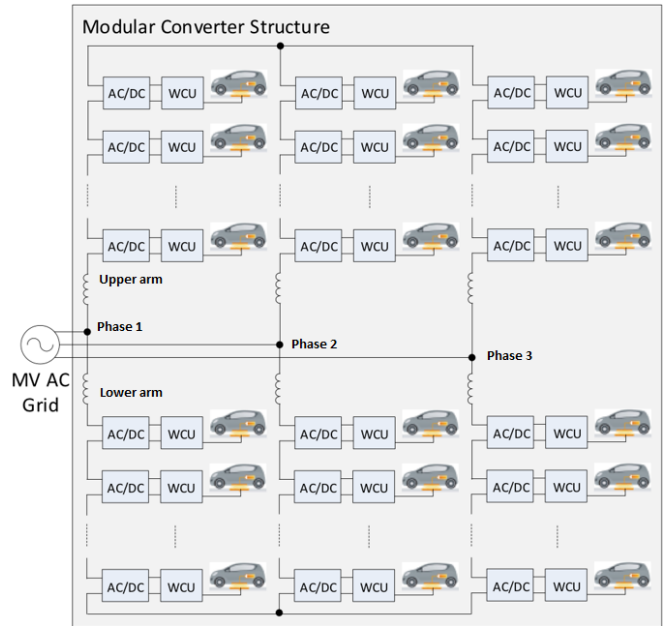 Modular Converter Structure
AC/DC WCU AC/DC WCU AC/DC WCU
AC/DC WCU AC/DC WCU AC/DC WCU
AC/DC WCU AC/DC WCU AC/DC WCU
Upper arm
Phase 1
Phase 2
Phase 3
MV AC
Grid
Lower arm
AC/DC WCU AC/DC WCU AC/DC WCU
AC/DC WCU AC/DC WCU AC/DC WCU
AC/DC WCU AC/DC WCU AC/DC WCU